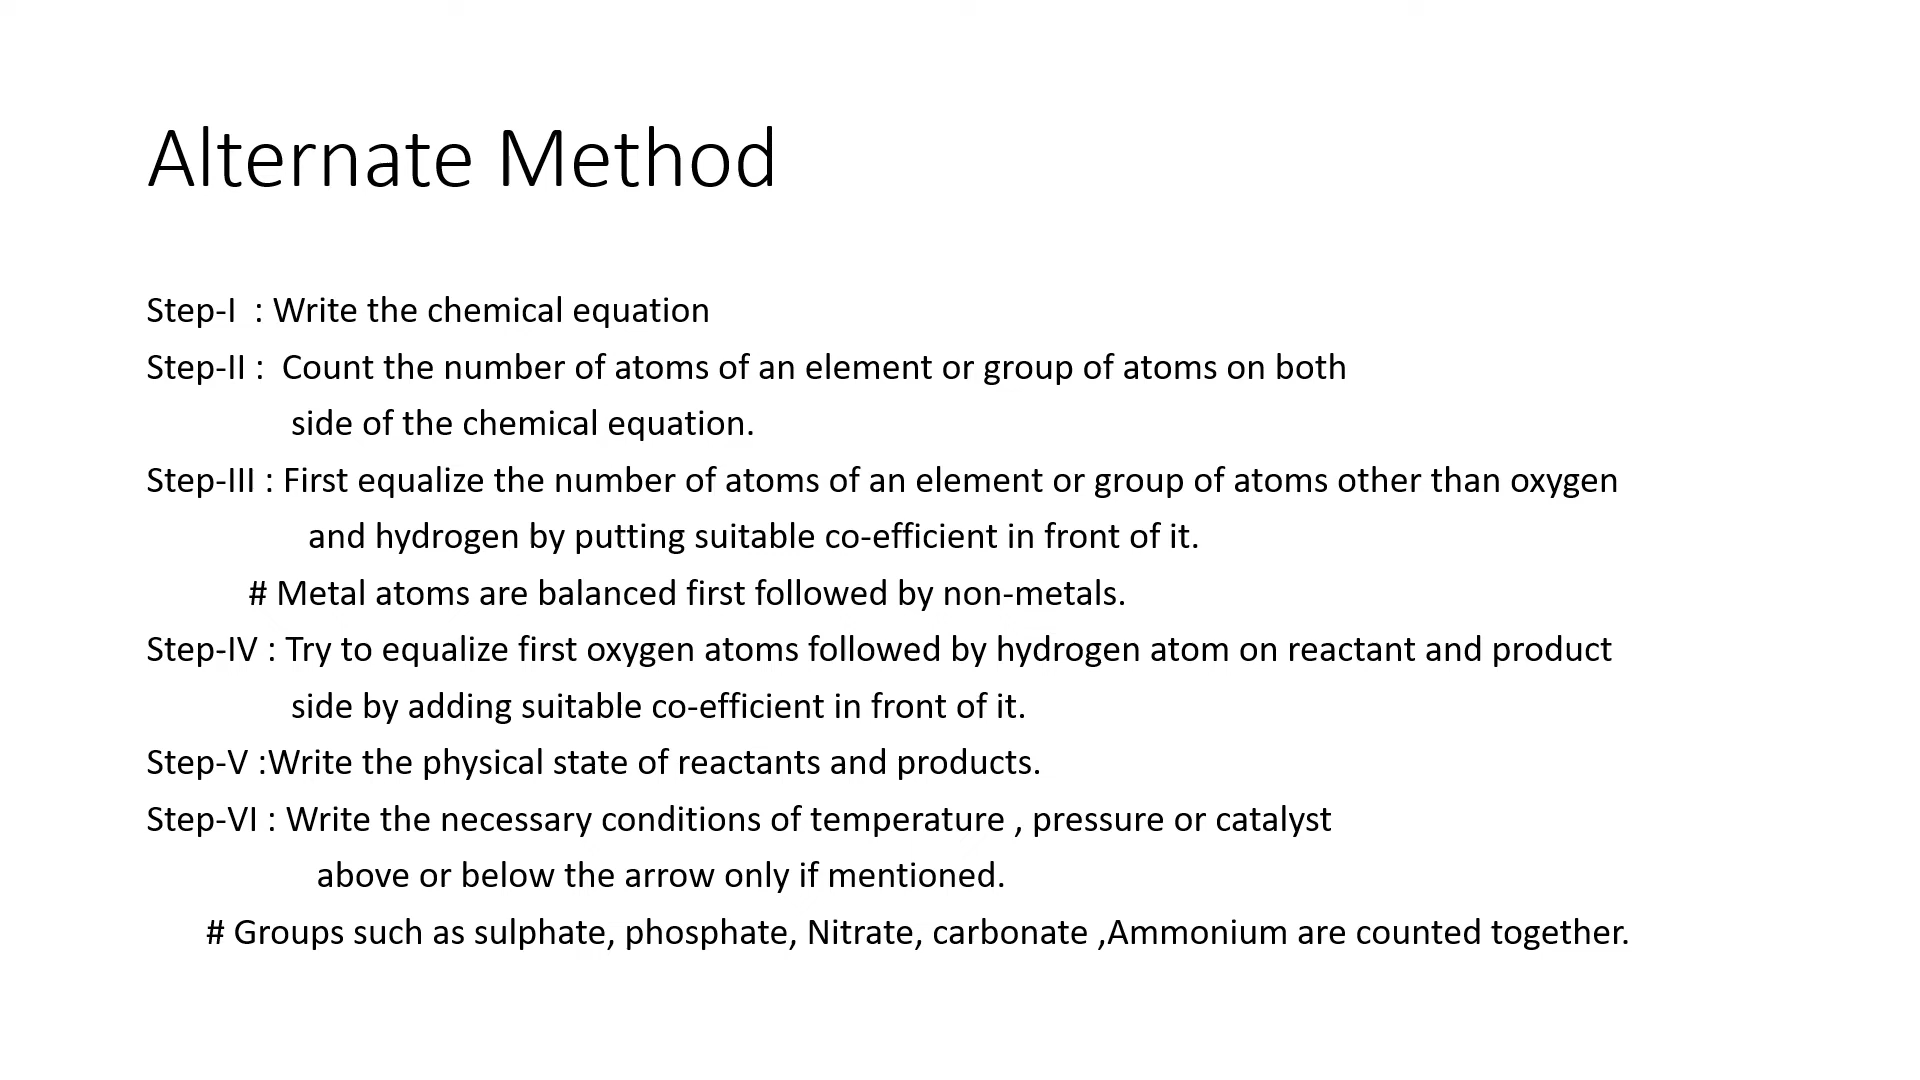 Alternate Method
Step-I  : Write the chemical equation
Step-II :  Count the number of atoms of an element or group of atoms on both
side of the chemical equation.
Step-III : First equalize the number of atoms of an element or group of atoms other than oxygen
and hydrogen by putting suitable co-efficient in front of it.
# Metal atoms are balanced first followed by non-metals.
Step-IV : Try to equalize first oxygen atoms followed by hydrogen atom on reactant and product
side by adding suitable co-efficient in front of it.
Step-V :Write the physical state of reactants and products.
Step-VI : Write the necessary conditions of temperature , pressure or catalyst
above or below the arrow only if mentioned.
# Groups such as sulphate, phosphate, Nitrate, carbonate ,Ammonium are counted together.